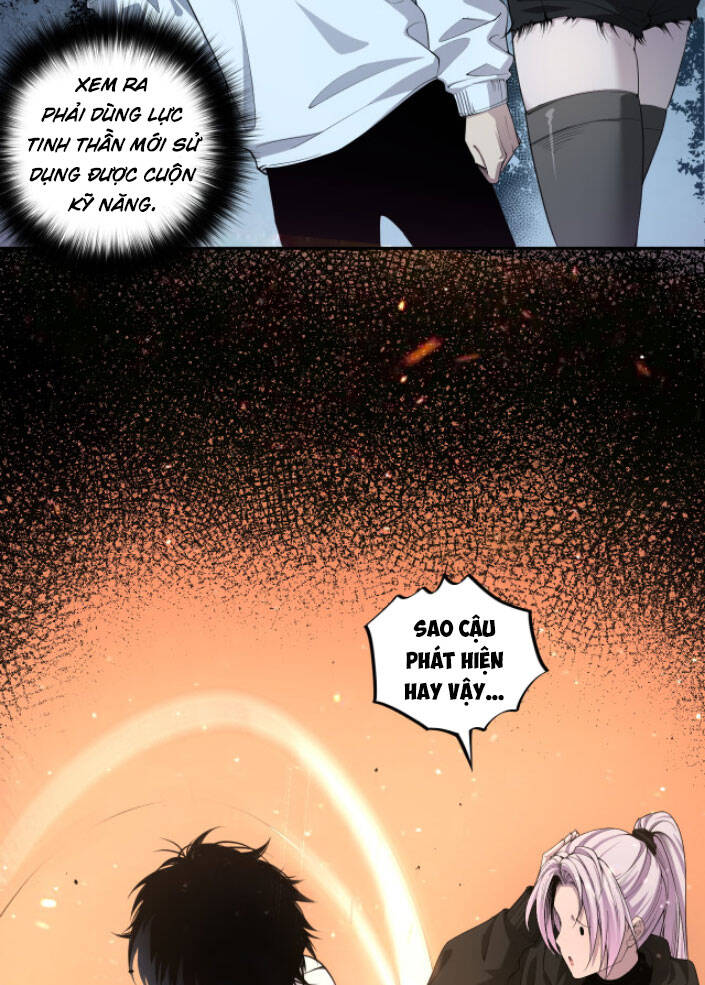 XEM RA
PHẢI DÙNG LỰC
TINH THẦN MỚI SỬ
DỤNG ĐƯỢC CUỘN
KỸ NĂNG.
SAO CẬU
PHÁT HIỆN
HAY VẬY...